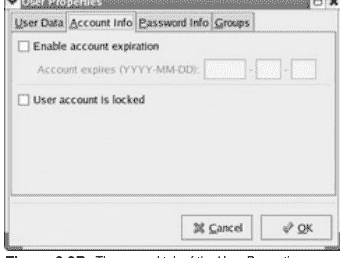 User Properties
User Data Account Info Password Info Groups
Enable account expiration
Account expires (YYYY-MM-DD): - -
User account is locked
Cancel OK